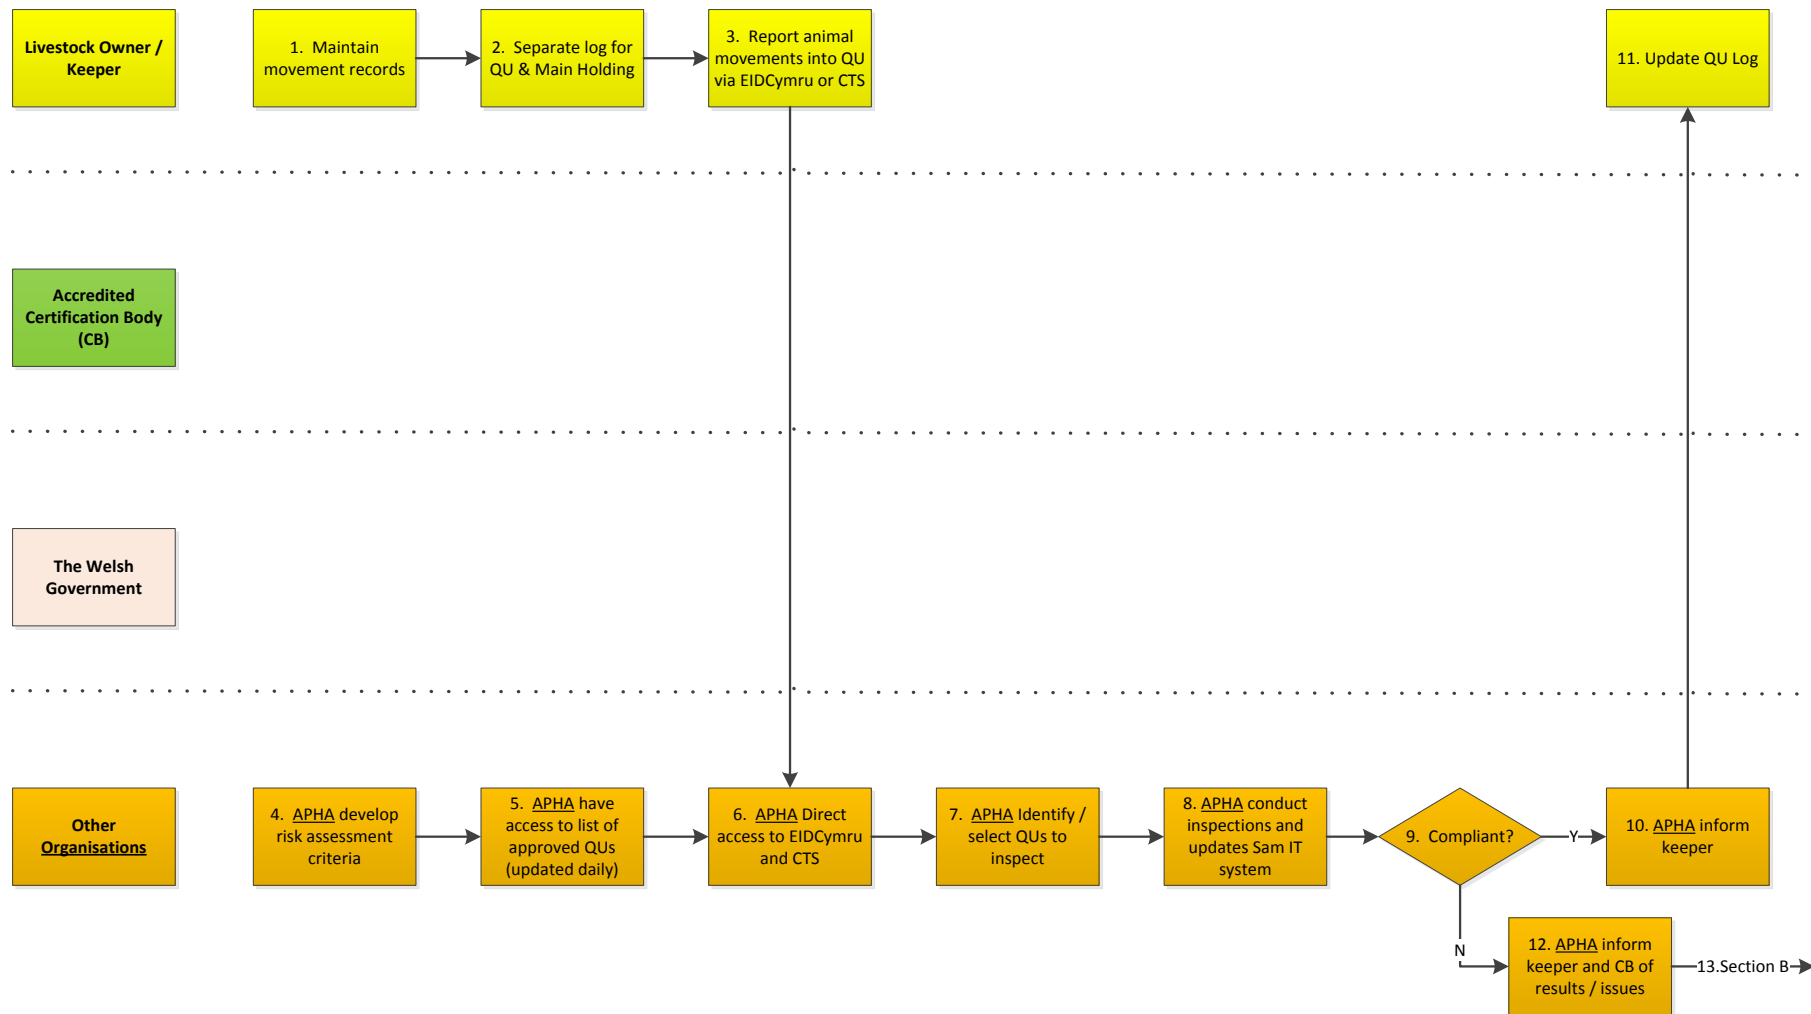 Livestock Owner /
Keeper
1.  Maintain
movement records
2.  Separate log for
QU & Main Holding
3.  Report animal
movements into QU
via EIDCymru or CTS
11. Update QU Log
Accredited
Certification Body
(CB)
The Welsh
Government
Other
Organisations
4.  APHA develop
risk assessment
criteria
5.  APHA have
access to list of
approved QUs
(updated daily)
6.  APHA Direct
access to EIDCymru
and CTS
7.  APHA Identify /
select QUs to
inspect
8. APHA conduct
inspections and
updates Sam IT
system
9.  Compliant?
Y
10. APHA inform
keeper
N
12. APHA inform
keeper and CB of
results / issues
13.Section B